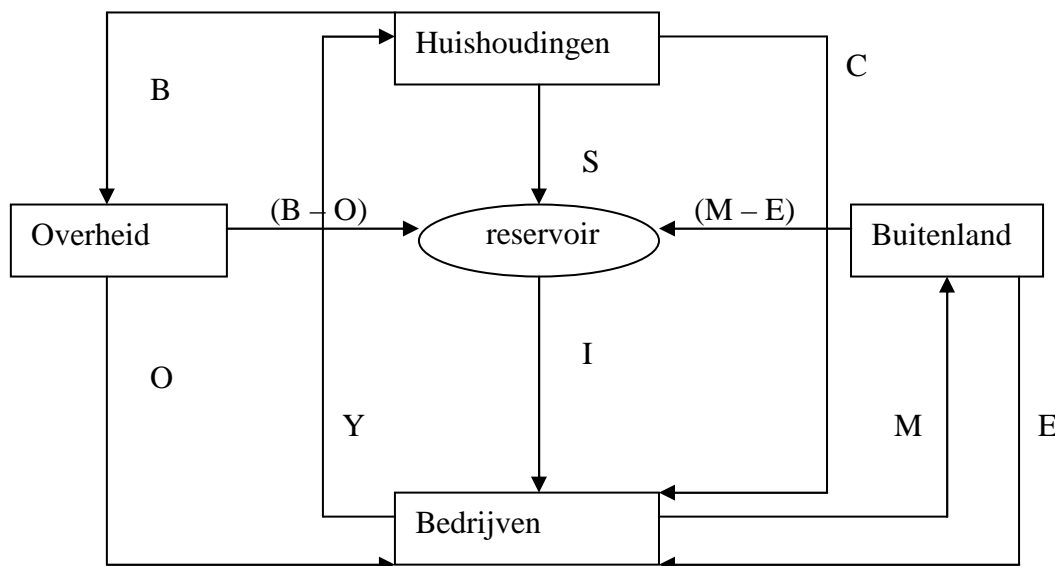 Huishoudingen
C
B
S
(B – O)
(M – E)
Overheid
reservoir
Buitenland
I
O
Y
M
E
Bedrijven